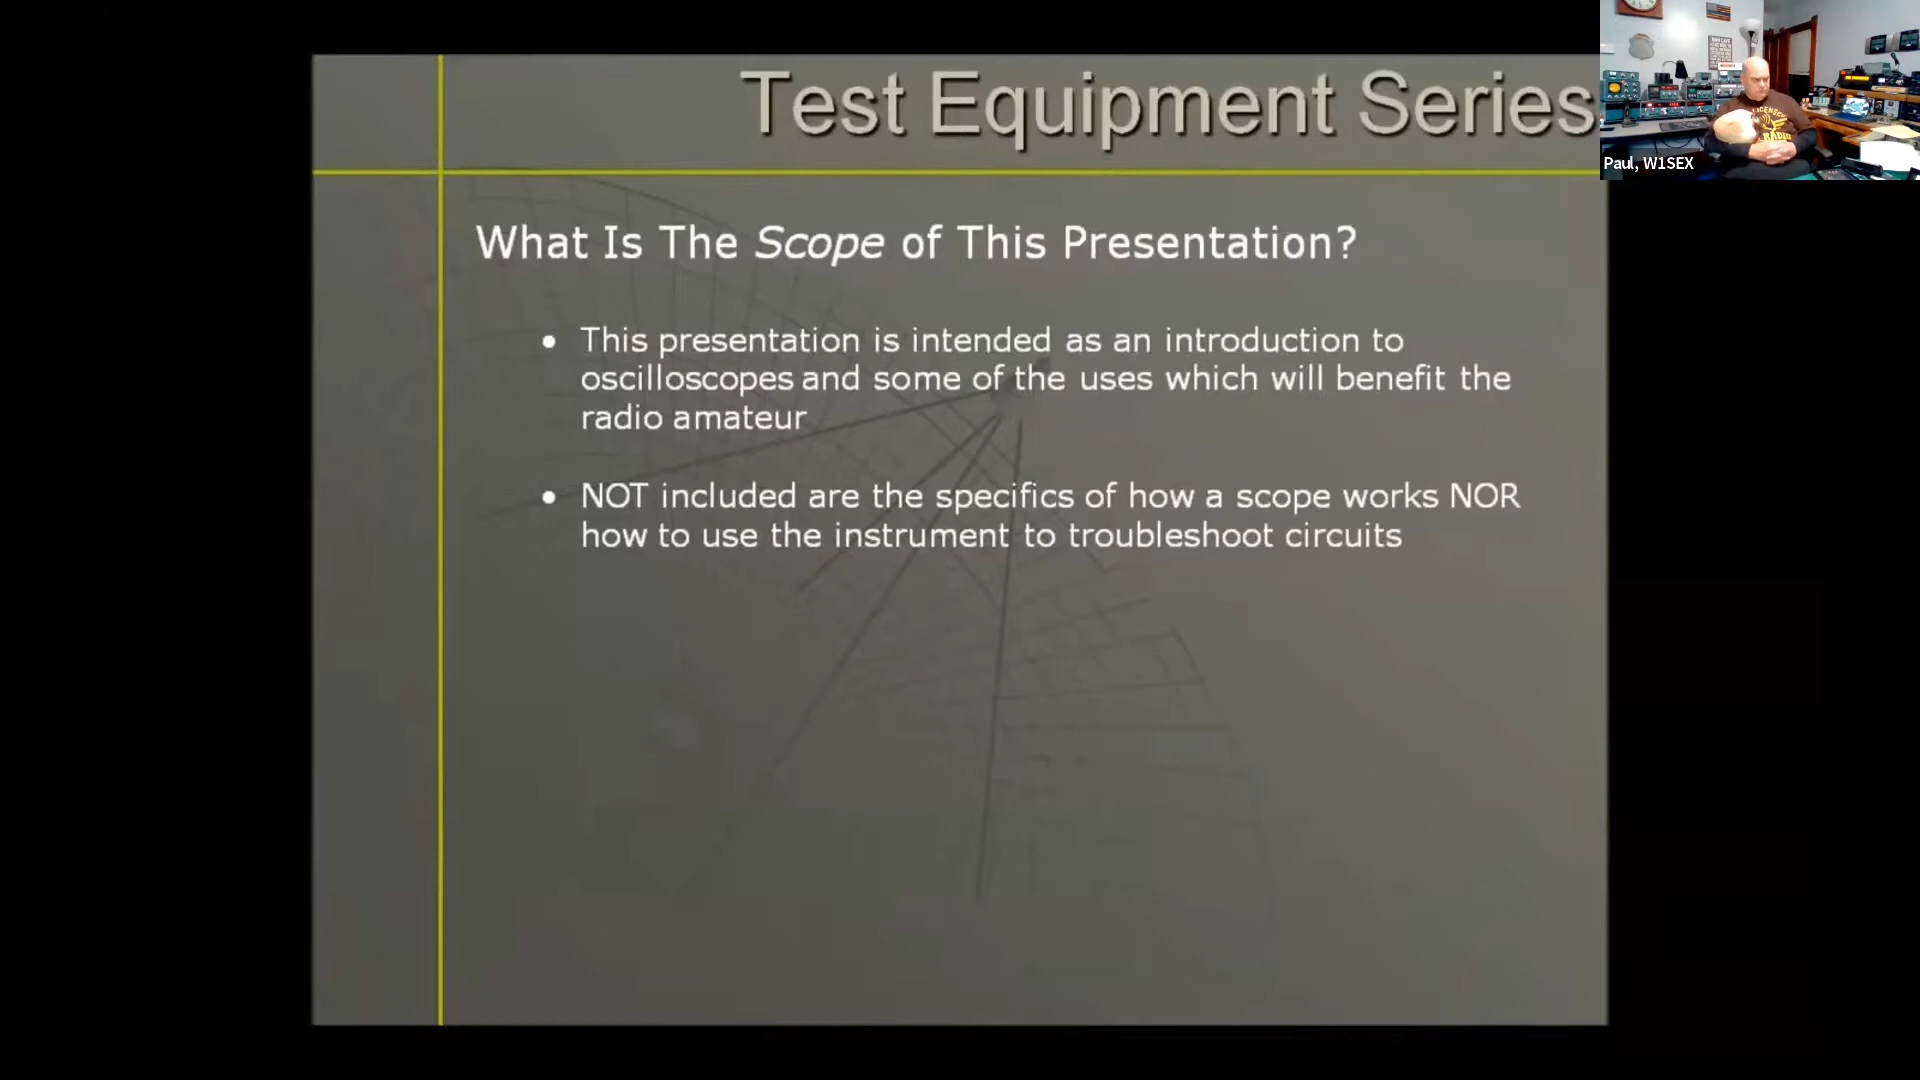 Test Equipment Series
What Is The Scope of This Presentation?
• This presentation is intended as an introduction to
oscilloscopes and some of the uses which will benefit the
radio amateur
• NOT included are the specifics of how a scope works NOR
how to use the instrument to troubleshoot circuits
Paul, W1SEX
RADIO